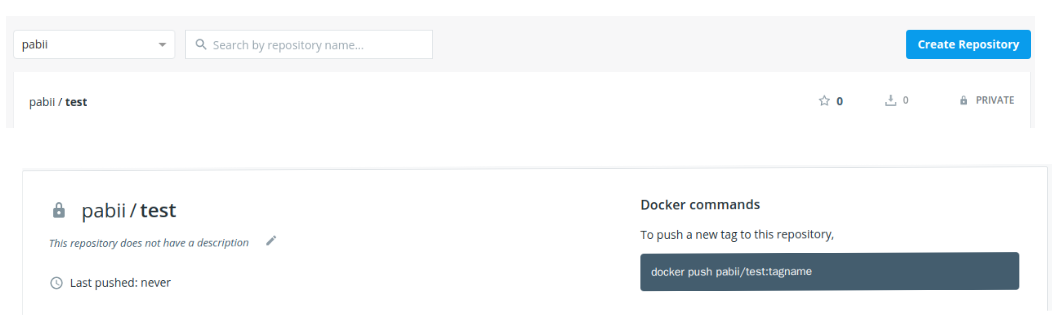 pabii
Search by repository name...
Create Repository
pabii / test
0
0
PRIVATE
pabii / test
This repository does not have a description
Last pushed: never
Docker commands
To push a new tag to this repository,
docker push pabii/test:tagname